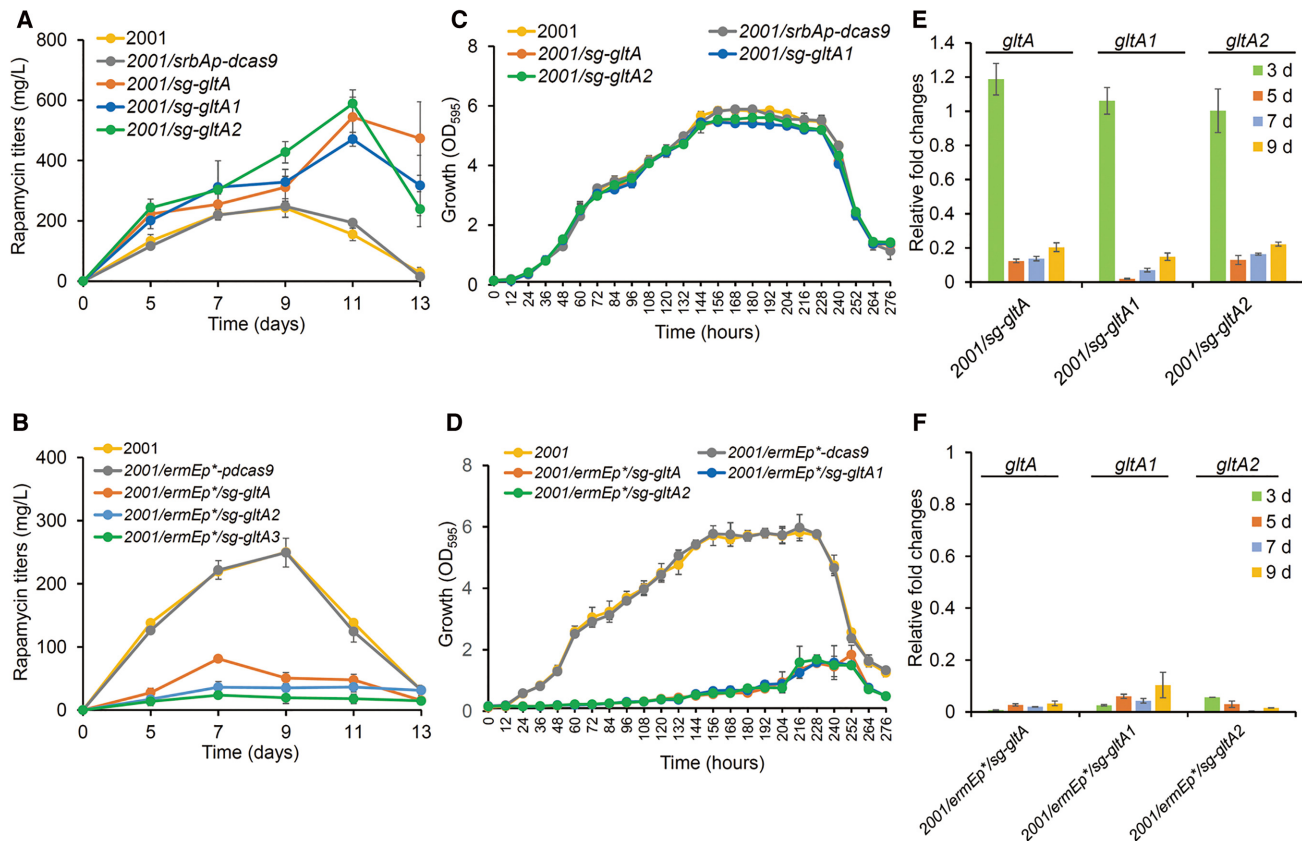 A
800
600
400
200
0
Rapamycin titers (mg/L)
2001
2001/srbAp-dcas9
2001/sg-gltA
2001/sg-gltA1
2001/sg-gltA2
0 5 7 9 11 13
Time (days)
C
8
6
4
2
0
Growth (OD595)
2001 2001/srbAp-dcas9
2001/sg-gltA 2001/sg-gltA1
2001/sg-gltA2
0 12 24 36 48 60 72 84 96 108 120 132 144 156 168 180 192 204 216 228 240 252 264 276
Time (hours)
E
1.4
1.2
1
0.8
0.6
0.4
0.2
0
Relative fold changes
gltA gltA1 gltA2
3 d
5 d
7 d
9 d
2001/sg-gltA 2001/sg-gltA1 2001/sg-gltA2
B
400
300
200
100
0
Rapamycin titers (mg/L)
2001
2001/ermEp*-pdcas9
2001/ermEp*/sg-gltA
2001/ermEp*/sg-gltA2
2001/ermEp*/sg-gltA3
0 5 7 9 11 13
Time (days)
D
8
6
4
2
0
Growth (OD595)
2001 2001/ermEp*-dcas9
2001/ermEp*/sg-gltA 2001/ermEp*/sg-gltA1
2001/ermEp*/sg-gltA2
0 12 24 36 48 60 72 84 96 108 120 132 144 156 168 180 192 204 216 228 240 252 264 276
Time (hours)
F
1
0.8
0.6
0.4
0.2
0
Relative fold changes
gltA gltA1 gltA2
3 d
5 d
7 d
9 d
2001/ermEp*/sg-gltA 2001/ermEp*/sg-gltA1 2001/ermEp*/sg-gltA2